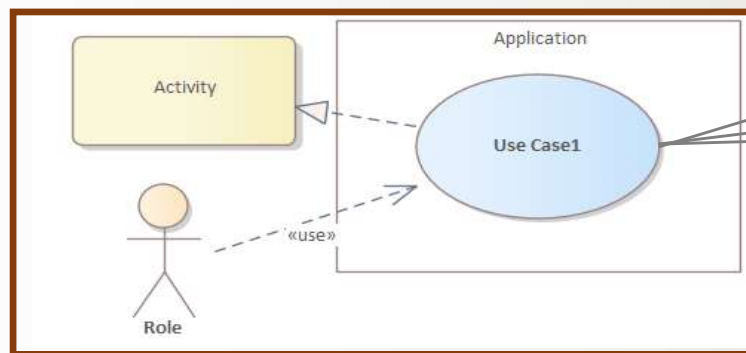 Application
Activity
Use Case1
«use»
Role